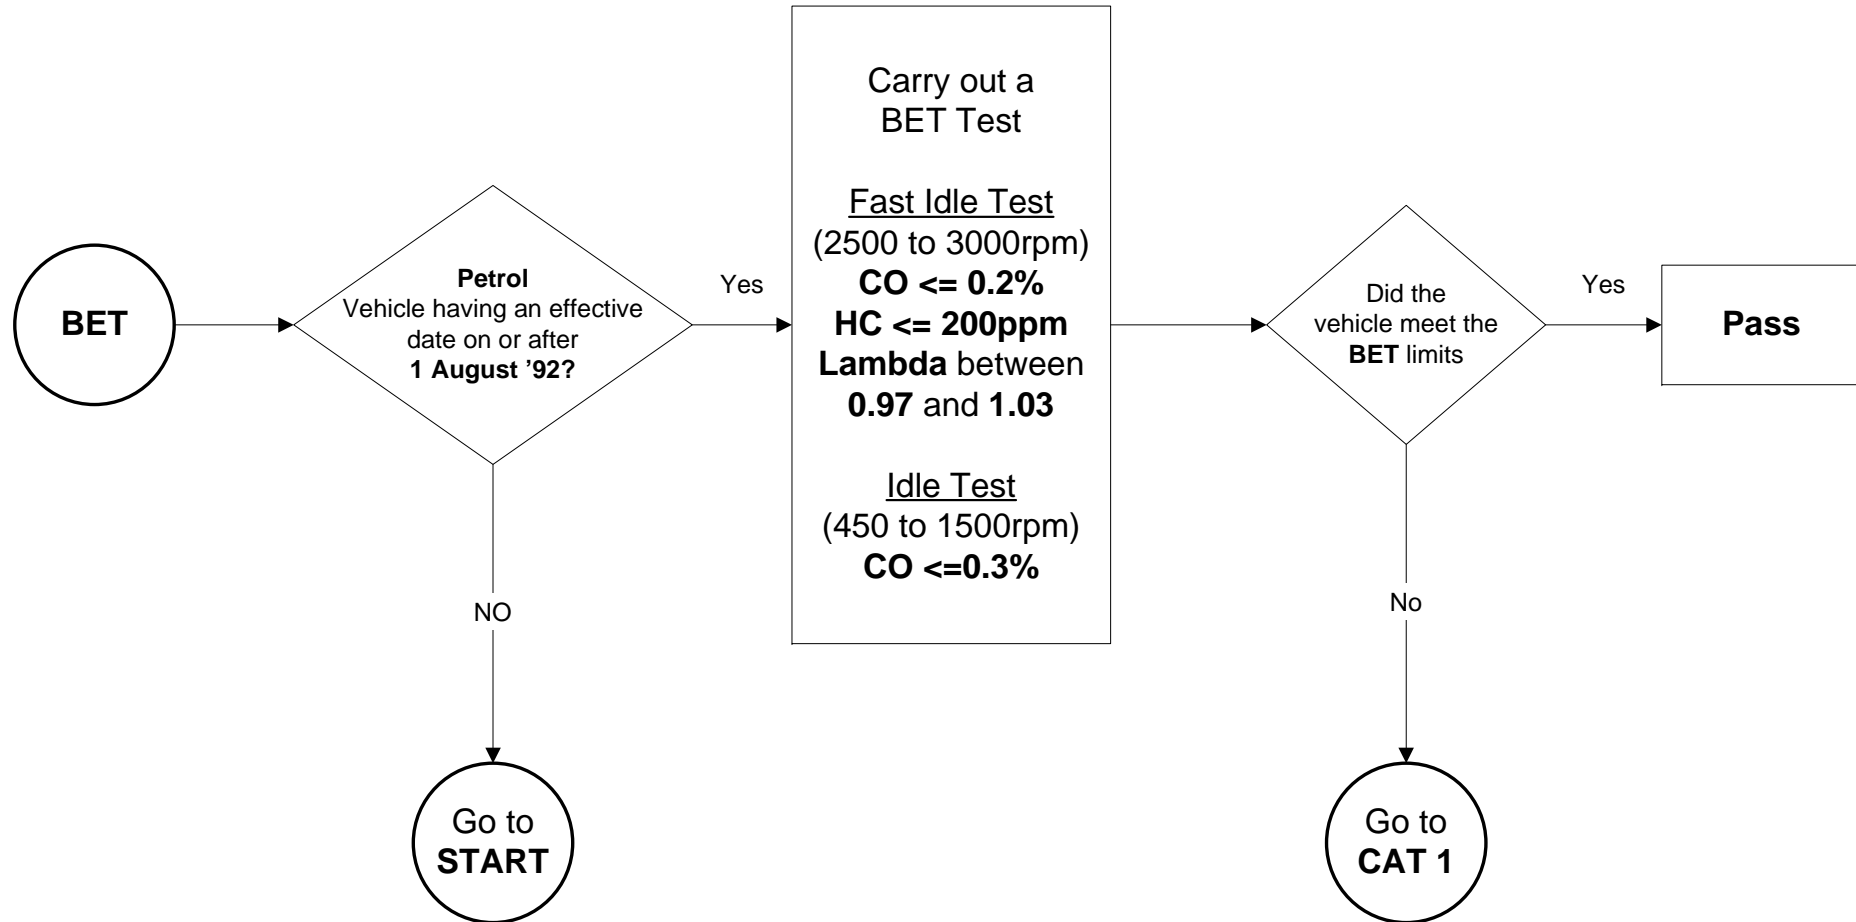 BET
Petrol
Vehicle having an effective
date on or after
1 August ’92?
Yes
NO
Go to
START
Carry out a
BET Test
Fast Idle Test
(2500 to 3000rpm)
CO <= 0.2%
HC <= 200ppm
Lambda between
0.97 and 1.03
Idle Test
(450 to 1500rpm)
CO <=0.3%
Did the
vehicle meet the
BET limits
Yes
Pass
No
Go to
CAT 1